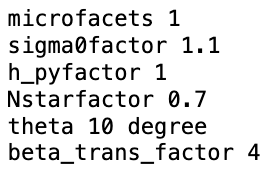 microfacets 1
sigma0factor 1.1
h_pyfactor 1
Nstarfactor 0.7
theta 10 degree
beta_trans_factor 4